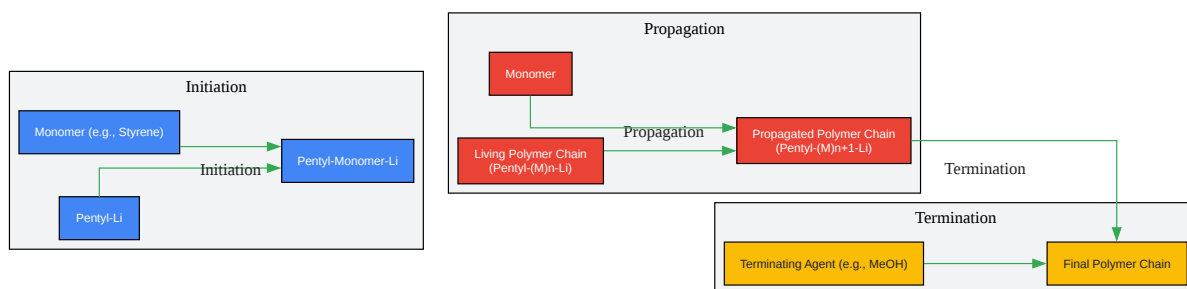 Initiation
Monomer (e.g., Styrene)
Pentyl-Monomer-Li
Initiation
Pentyl-Li
Propagation
Monomer
Propagation
Living Polymer Chain
(Pentyl-(M)n-Li)
Propagated Polymer Chain
(Pentyl-(M)n+1-Li)
Termination
Termination
Terminating Agent (e.g., MeOH)
Final Polymer Chain